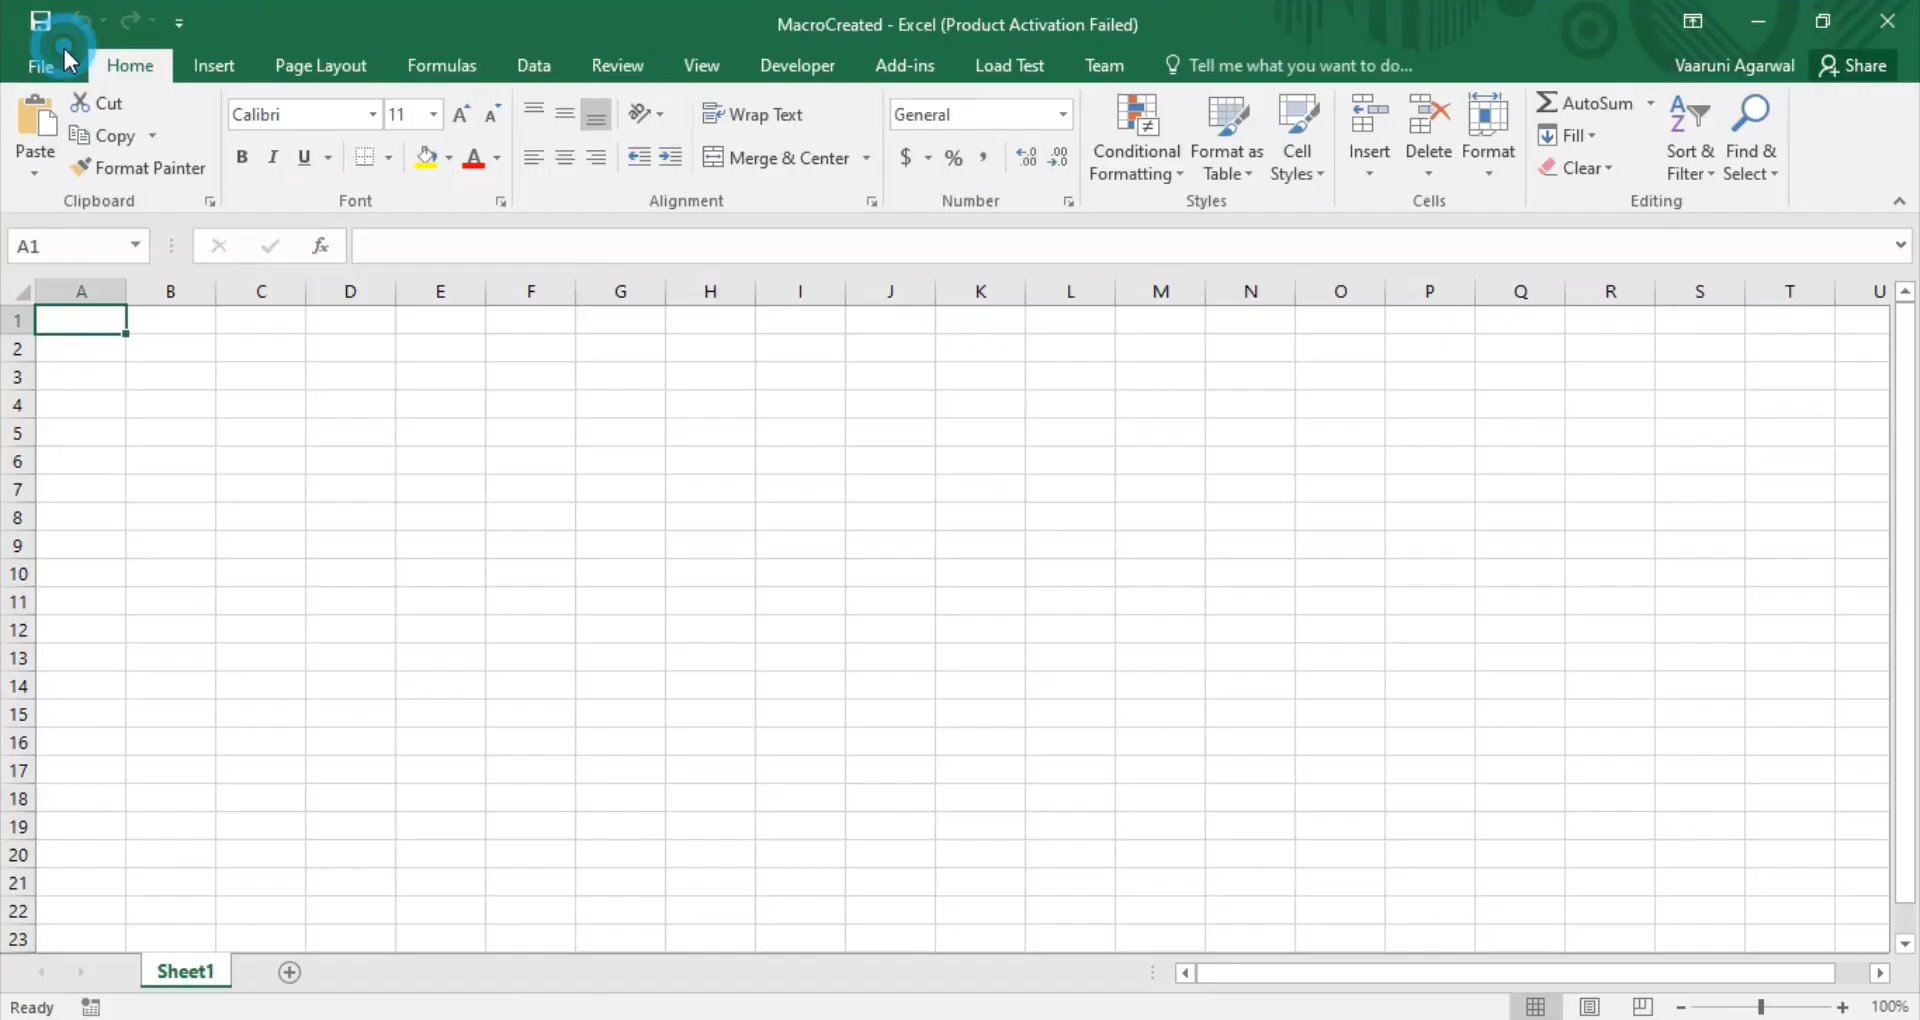 MacroCreated - Excel (Product Activation Failed)
File Home Insert Page Layout Formulas Data Review View Developer Add-ins Load Test Team Tell me what you want to do... Vaaruni Agarwal Share
Paste
Cut
Copy
Format Painter
Clipboard
Calibri 11
B I U A
Font
Wrap Text
Merge & Center
Alignment
General
$ % , .00 .0
Number
Conditional Formatting
Format as Table
Cell Styles
Styles
Insert
Delete
Format
Cells
AutoSum
Fill
Clear
Sort & Filter
Find & Select
Editing
A1 fx
A B C D E F G H I J K L M N O P Q R S T U
1
2
3
4
5
6
7
8
9
10
11
12
13
14
15
16
17
18
19
20
21
22
23
Sheet1
Ready 100%